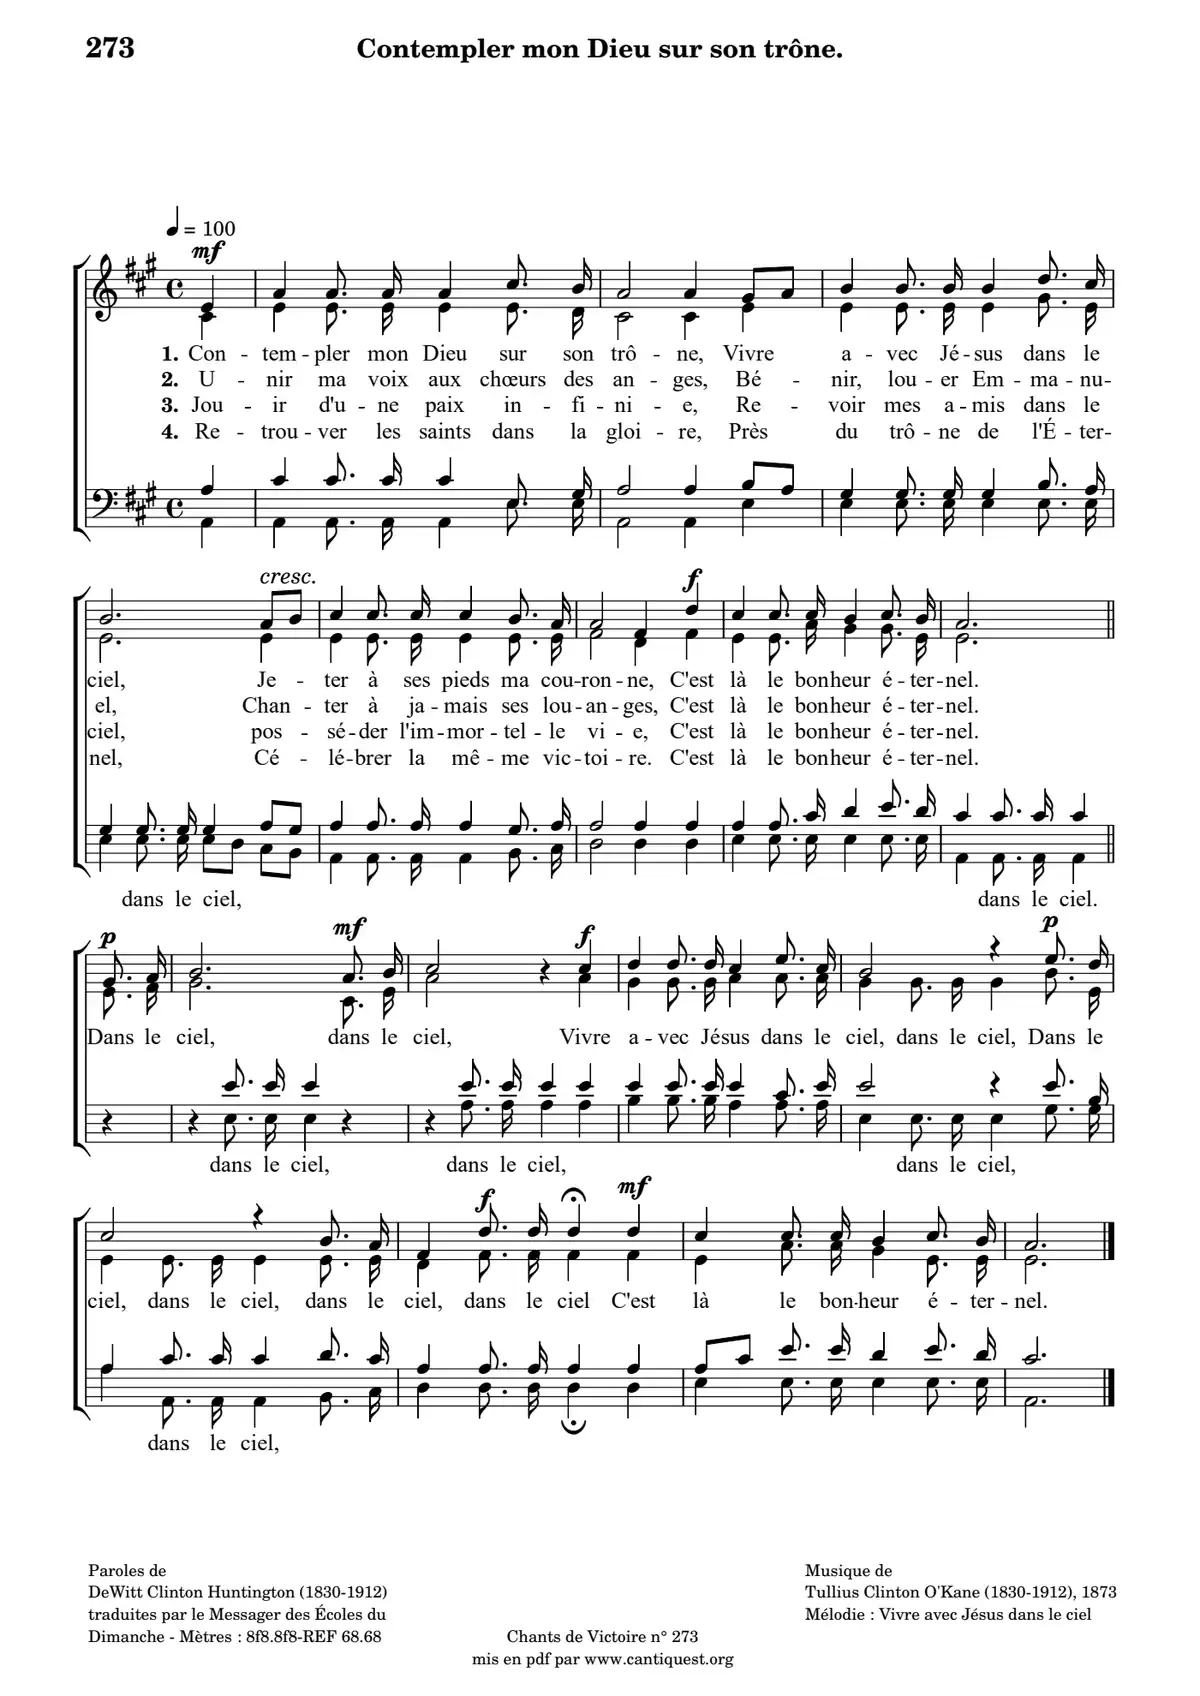 273
Contempler mon Dieu sur son trône.
= 100
mf
1. Con - tem - pler mon Dieu sur son trô - ne, Vivre a - vec Jé - sus dans le
2. U - nir ma voix aux chœurs des an - ges, Bé - nir, lou - er Em - ma - nu-
3. Jou - ir d'u - ne paix in - fi - ni - e, Re - voir mes a - mis dans le
4. Re - trou - ver les saints dans la gloi - re, Près du trô - ne de l'É - ter-
cresc. f
ciel, Je - ter à ses pieds ma cou - ron - ne, C'est là le bonheur é - ter - nel.
el, Chan - ter à ja - mais ses lou - an - ges, C'est là le bonheur é - ter - nel.
ciel, pos - sé - der l'im - mor - tel - le vi - e, C'est là le bonheur é - ter - nel.
nel, Cé - lé - brer la mê - me vic - toi - re. C'est là le bonheur é - ter - nel.
dans le ciel, dans le ciel.
p mf f p
Dans le ciel, dans le ciel, Vivre a - vec Jésus dans le ciel, dans le ciel, Dans le
dans le ciel, dans le ciel, dans le ciel,
f mf
ciel, dans le ciel, dans le ciel, dans le ciel C'est là le bon - heur é - ter - nel.
dans le ciel,
Paroles de
DeWitt Clinton Huntington (1830-1912)
traduites par le Messager des Écoles du
Dimanche - Mètres : 8f8.8f8-REF 68.68
Musique de
Tullius Clinton O'Kane (1830-1912), 1873
Mélodie : Vivre avec Jésus dans le ciel
Chants de Victoire n° 273
mis en pdf par www.cantiquest.org